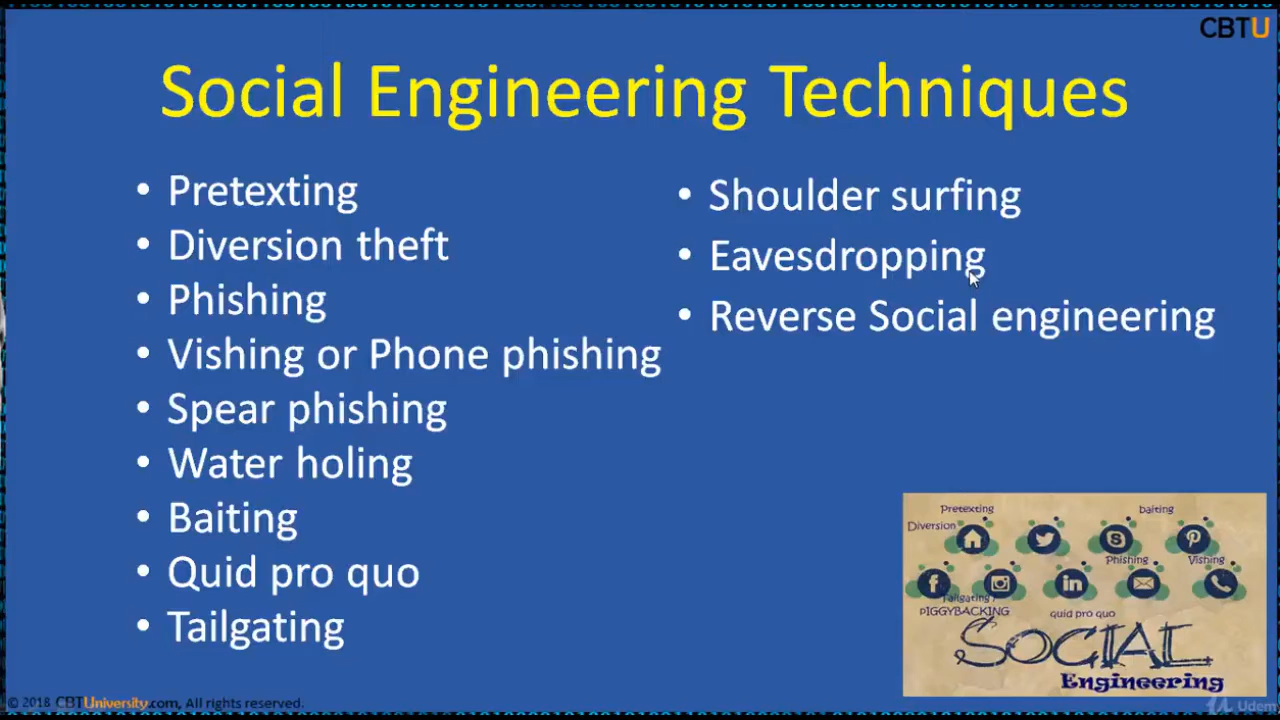 CBTU
Social Engineering Techniques
• Pretexting
• Diversion theft
• Phishing
• Vishing or Phone phishing
• Spear phishing
• Water holing
• Baiting
• Quid pro quo
• Tailgating
• Shoulder surfing
• Eavesdropping
• Reverse Social engineering
Pretexting
baiting
Diversion
Phishing
Vishing
Tailgating /
PIGGYBACKING
quid pro quo
SOCIAL
Engineering
© 2018 CBTUniversity.com, All rights reserved.